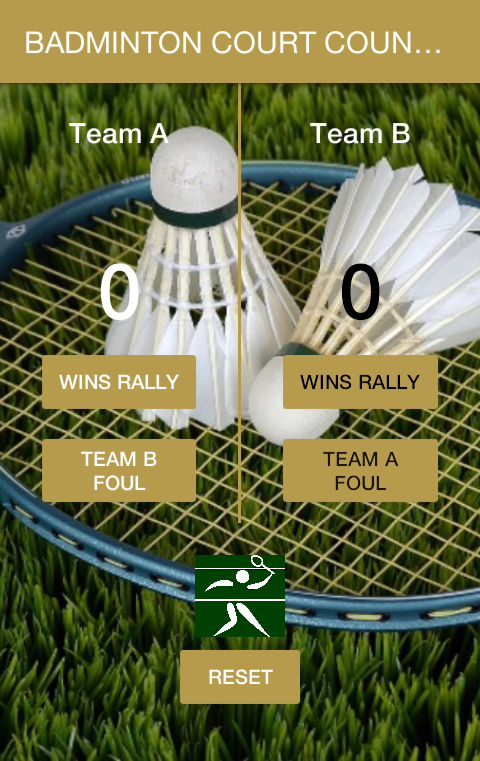 BADMINTON COURT COUN…
Team A
Team B
0
0
WINS RALLY
WINS RALLY
TEAM B
FOUL
TEAM A
FOUL
RESET